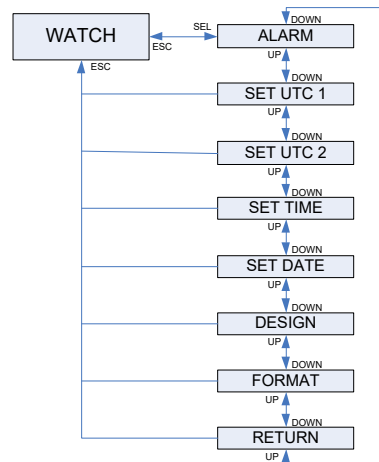 DOWN
WATCH
SEL
ALARM
ESC
ESC
UP
DOWN
SET UTC 1
UP
DOWN
SET UTC 2
UP
DOWN
SET TIME
UP
DOWN
SET DATE
UP
DOWN
DESIGN
UP
DOWN
FORMAT
UP
DOWN
RETURN
UP